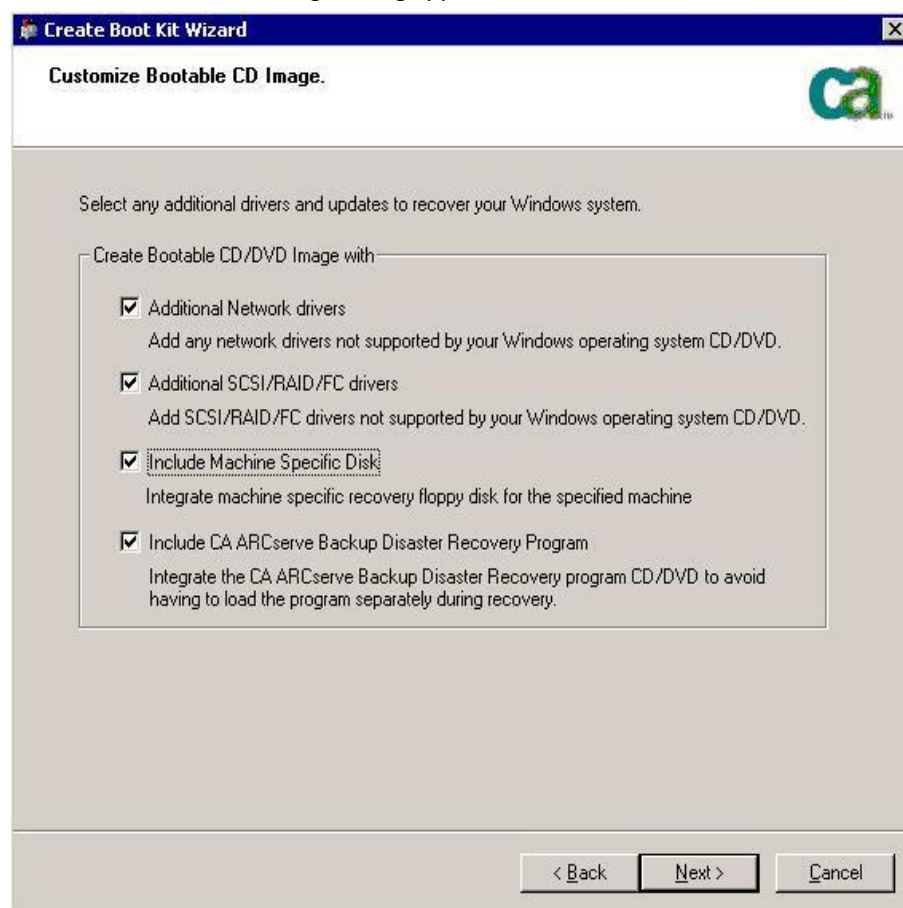 Create Boot Kit Wizard
Customize Bootable CD Image.
ca
Select any additional drivers and updates to recover your Windows system.
Create Bootable CD/DVD Image with
Additional Network drivers
Add any network drivers not supported by your Windows operating system CD/DVD.
Additional SCSI/RAID/FC drivers
Add SCSI/RAID/FC drivers not supported by your Windows operating system CD/DVD.
Include Machine Specific Disk
Integrate machine specific recovery floppy disk for the specified machine
Include CA ARCserve Backup Disaster Recovery Program
Integrate the CA ARCserve Backup Disaster Recovery program CD/DVD to avoid
having to load the program separately during recovery.
< Back Next > Cancel